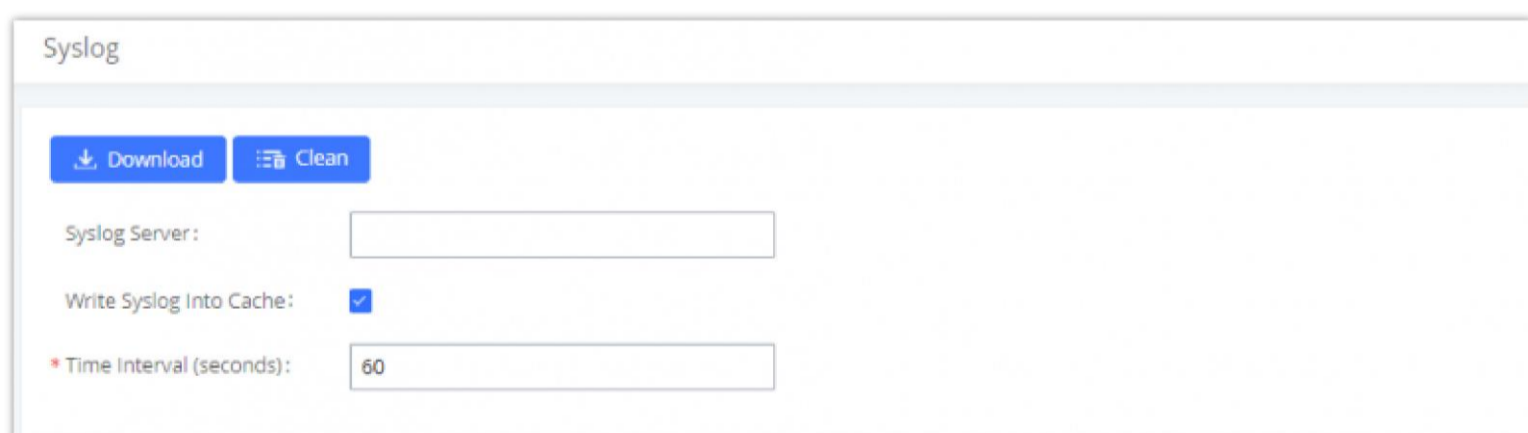 Syslog
Download Clean
Syslog Server:
Write Syslog Into Cache:
* Time Interval (seconds): 60